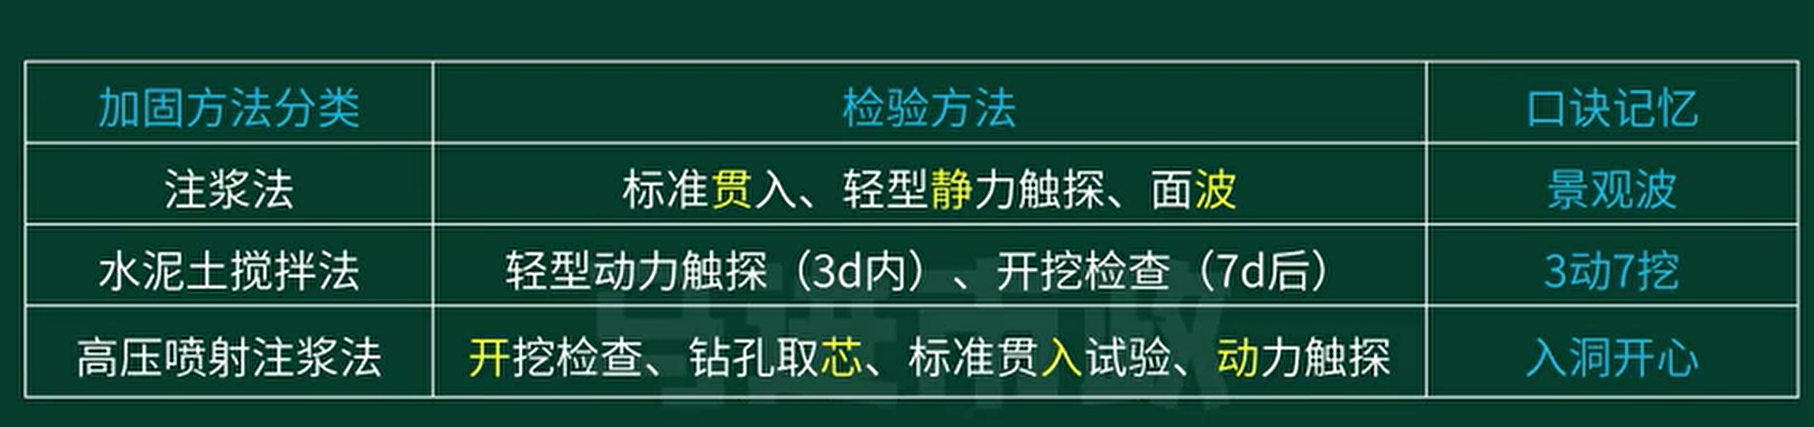 加固方法分类 检验方法 口诀记忆
注浆法 标准贯入、轻型静力触探、面波 景观波
水泥土搅拌法 轻型动力触探（3d内）、开挖检查（7d后） 3动7挖
高压喷射注浆法 开挖检查、钻孔取芯、标准贯入试验、动力触探 入洞开心